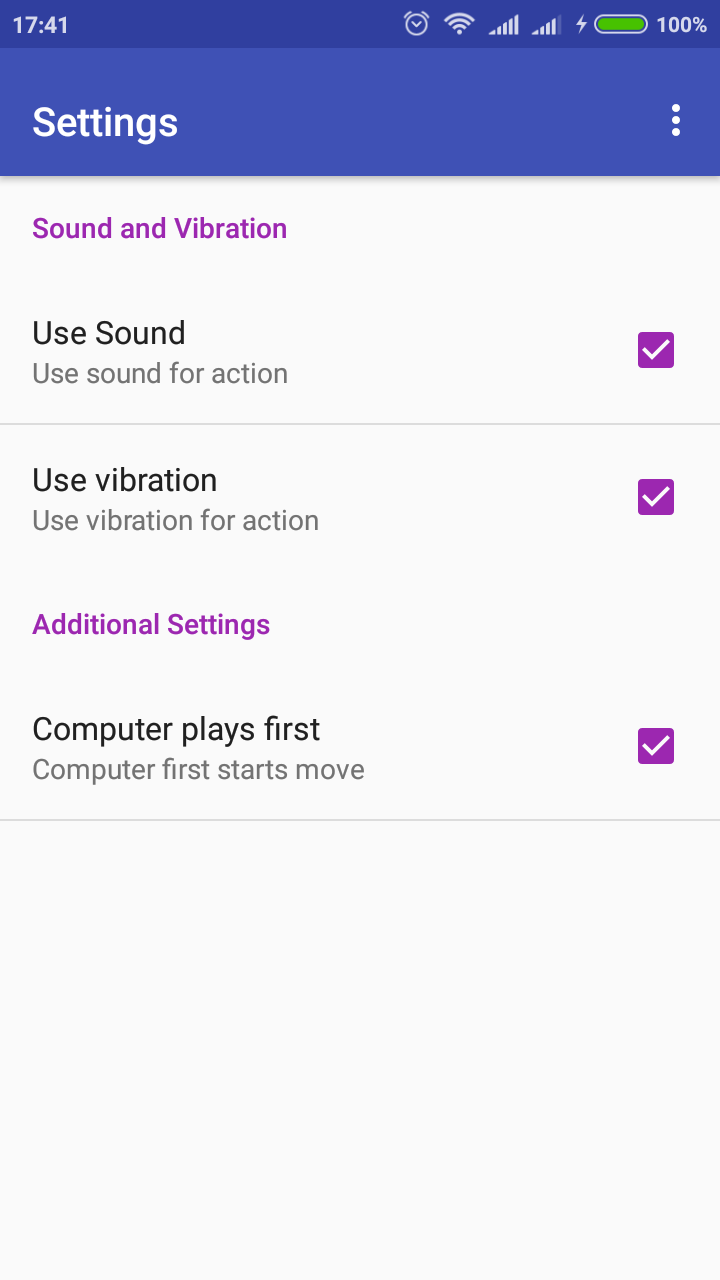 17:41 100%
Settings
Sound and Vibration
Use Sound
Use sound for action
Use vibration
Use vibration for action
Additional Settings
Computer plays first
Computer first starts move